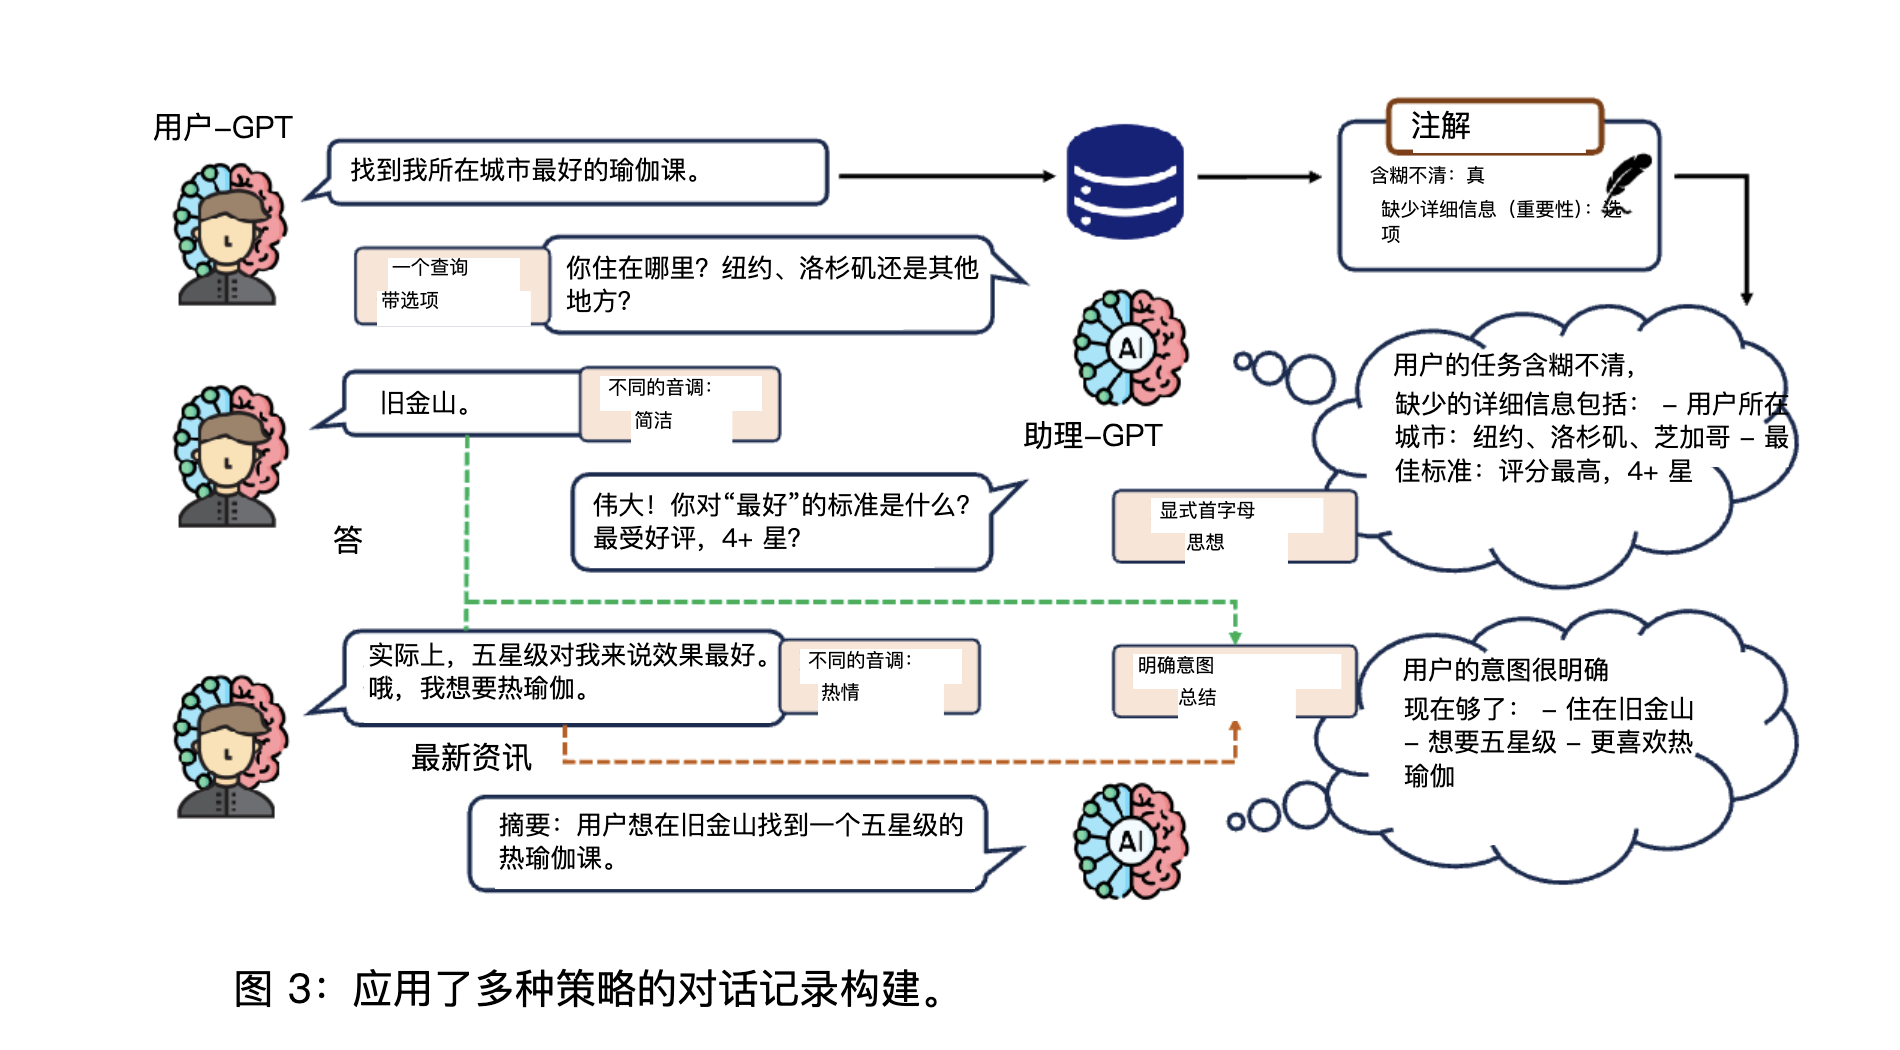 用户-GPT
找到我所在城市最好的瑜伽课。
注解
含糊不清：真
缺少详细信息（重要性）：选
项
一个查询
带选项
你住在哪里？纽约、洛杉矶还是其他
地方？
AI
助理-GPT
用户的任务含糊不清，
缺少的详细信息包括： – 用户所在
城市：纽约、洛杉矶、芝加哥 – 最
佳标准：评分最高，4+ 星
旧金山。
不同的音调：
简洁
伟大！你对“最好”的标准是什么？
最受好评，4+ 星？
显式首字母
思想
答
实际上，五星级对我来说效果最好。
哦，我想要热瑜伽。
不同的音调：
热情
明确意图
总结
用户的意图很明确
现在够了： – 住在旧金山
– 想要五星级 – 更喜欢热
瑜伽
最新资讯
摘要：用户想在旧金山找到一个五星级的
热瑜伽课。
AI
图 3：应用了多种策略的对话记录构建。